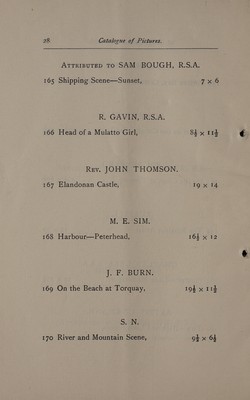 28 Catalogue of Pictures.
Attributed to SAM BOUGH, R.S.A.
165 Shipping Scene—Sunset, 7 x 6
R. GAVIN, R.S.A.
166 Head of a Mulatto Girl, 8½ x 11½
Rev. JOHN THOMSON.
167 Elandonan Castle, 19 x 14
M. E. SIM.
168 Harbour—Peterhead, 16½ x 12
J. F. BURN.
169 On the Beach at Torquay, 19½ x 11½
S. N.
170 River and Mountain Scene, 9½ x 6½